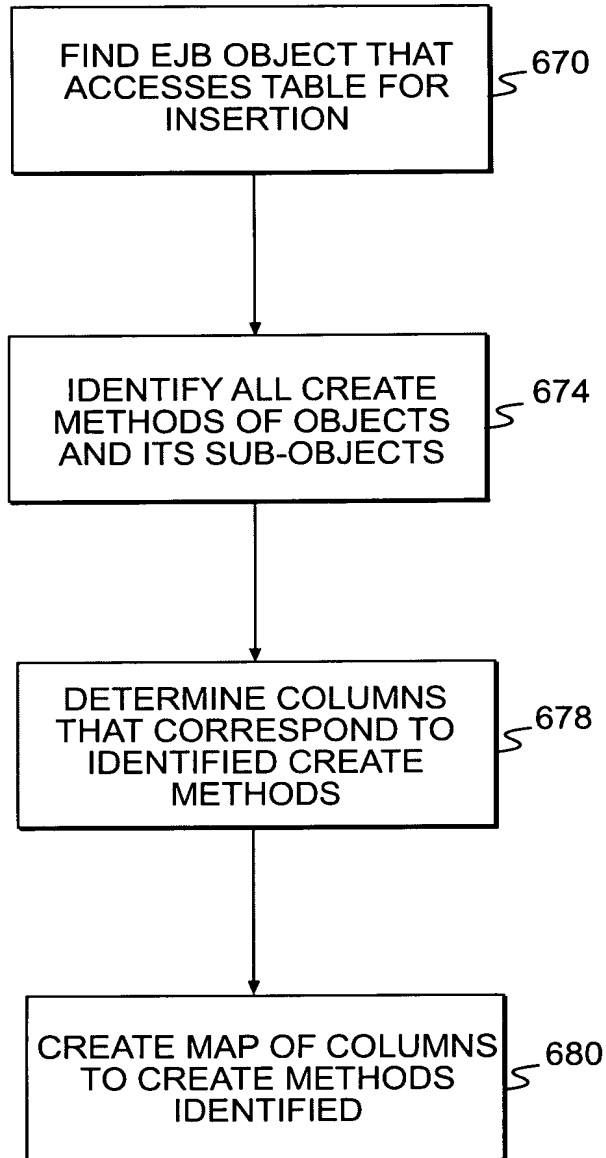 FIND EJB OBJECT THAT
ACCESSES TABLE FOR
INSERTION
670
IDENTIFY ALL CREATE
METHODS OF OBJECTS
AND ITS SUB-OBJECTS
674
DETERMINE COLUMNS
THAT CORRESPOND TO
IDENTIFIED CREATE
METHODS
678
CREATE MAP OF COLUMNS
TO CREATE METHODS
IDENTIFIED
680